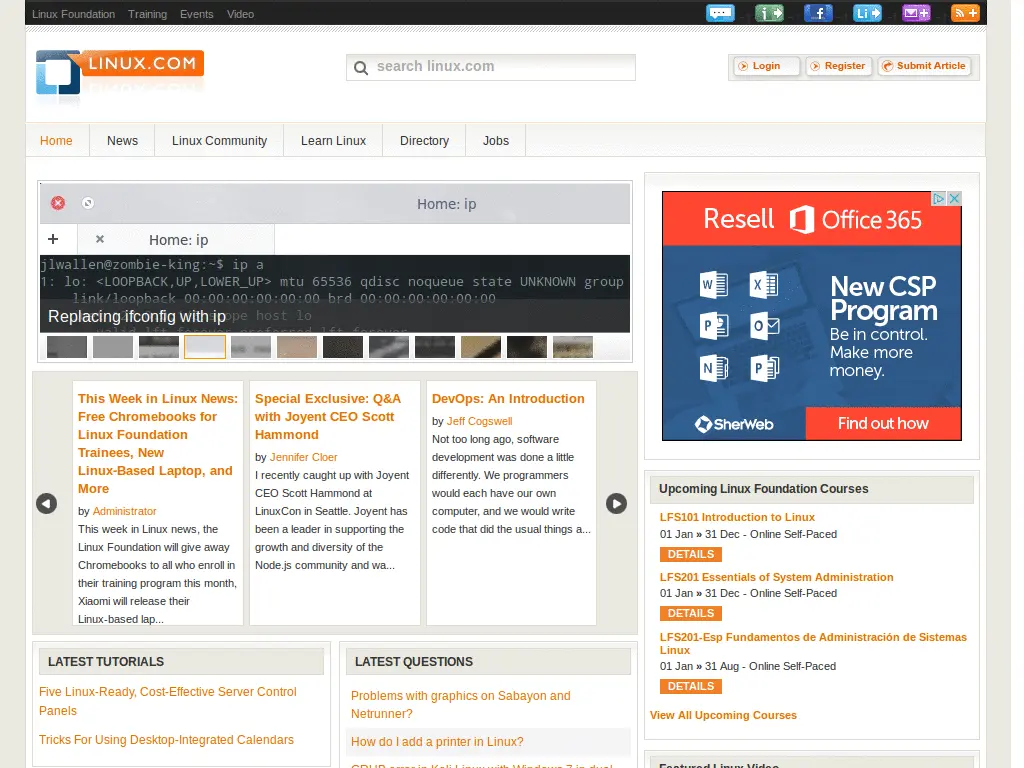 Linux Foundation Training Events Video
LINUX.COM
search linux.com
Login Register Submit Article
Home News Linux Community Learn Linux Directory Jobs
Home: ip
Home: ip
jlwallen@zombie-king:~$ ip a
1: lo: <LOOPBACK,UP,LOWER_UP> mtu 65536 qdisc noqueue state UNKNOWN group
link/loopback 00:00:00:00:00:00 brd 00:00:00:00:00:00
Replacing ifconfig with ip
This Week in Linux News:
Free Chromebooks for
Linux Foundation
Trainees, New
Linux-Based Laptop, and
More
by Administrator
This week in Linux news, the
Linux Foundation will give away
Chromebooks to all who enroll in
their training program this month,
Xiaomi will release their
Linux-based lap...
Special Exclusive: Q&A
with Joyent CEO Scott
Hammond
by Jennifer Cloer
I recently caught up with Joyent
CEO Scott Hammond at
LinuxCon in Seattle. Joyent has
been a leader in supporting the
growth and diversity of the
Node.js community and wa...
DevOps: An Introduction
by Jeff Cogswell
Not too long ago, software
development was done a little
differently. We programmers
would each have our own
computer, and we would write
code that did the usual things a...
LATEST TUTORIALS
Five Linux-Ready, Cost-Effective Server Control
Panels
Tricks For Using Desktop-Integrated Calendars
LATEST QUESTIONS
Problems with graphics on Sabayon and
Netrunner?
How do I add a printer in Linux?
GRUB error in Kali Linux with Windows 7 in dual
Resell Office 365
New CSP
Program
Be in control.
Make more
money.
SherWeb
Find out how
Upcoming Linux Foundation Courses
LFS101 Introduction to Linux
01 Jan » 31 Dec - Online Self-Paced
DETAILS
LFS201 Essentials of System Administration
01 Jan » 31 Dec - Online Self-Paced
DETAILS
LFS201-Esp Fundamentos de Administración de Sistemas
Linux
01 Jan » 31 Aug - Online Self-Paced
DETAILS
View All Upcoming Courses
Featured Linux Video